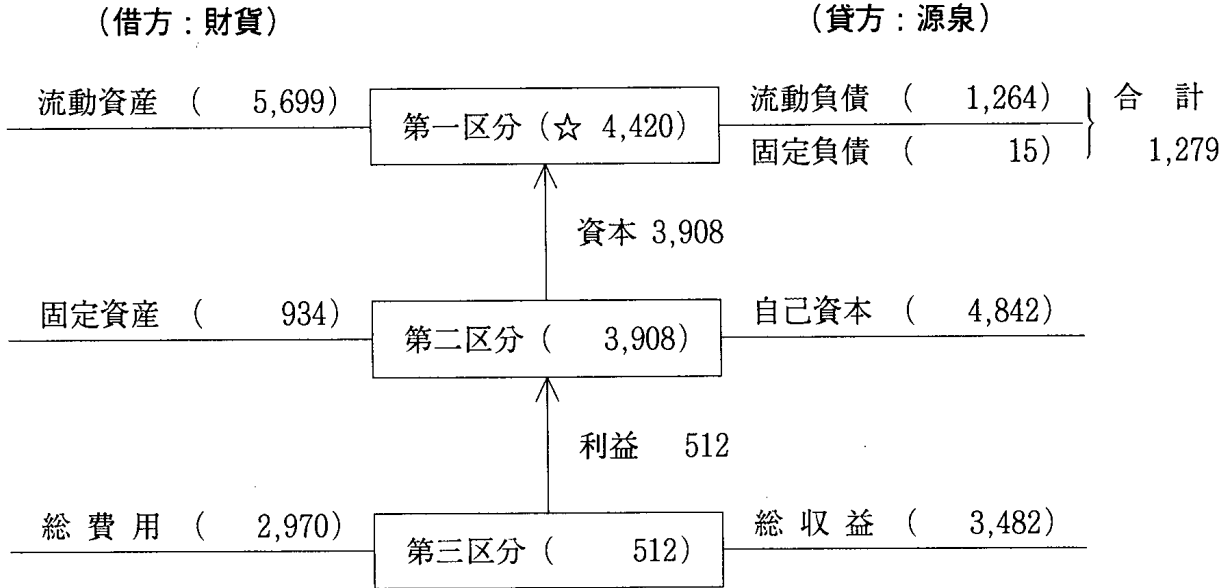 （借方：財貨） （貸方：源泉）
流動資産 （ 5,699） 第一区分（☆ 4,420） 流動負債 （ 1,264） 合 計
固定負債 （ 15） 1,279
資本 3,908
固定資産 （ 934） 第二区分（ 3,908） 自己資本 （ 4,842）
利益 512
総費用 （ 2,970） 第三区分（ 512） 総収益 （ 3,482）